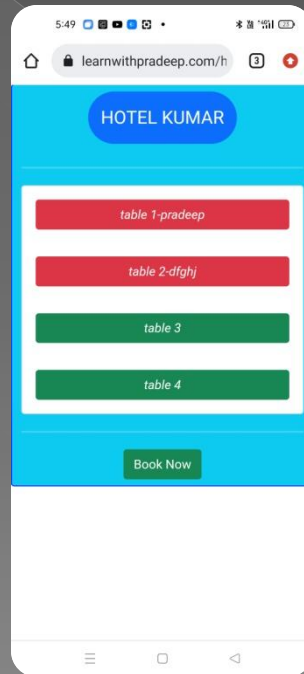 5:49
learnwithpradeep.com/h
3
HOTEL KUMAR
table 1-pradeep
table 2-dfghj
table 3
table 4
Book Now